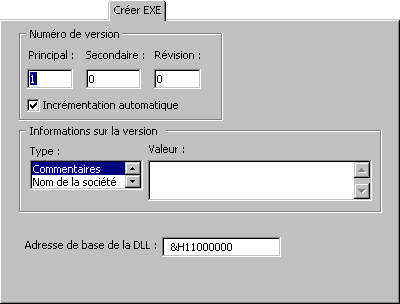 Créer EXE
Numéro de version
Principal : Secondaire : Révision :
1 0 0
Incrémentation automatique
Informations sur la version
Type : Valeur :
Commentaires
Nom de la société
Adresse de base de la DLL : &H11000000